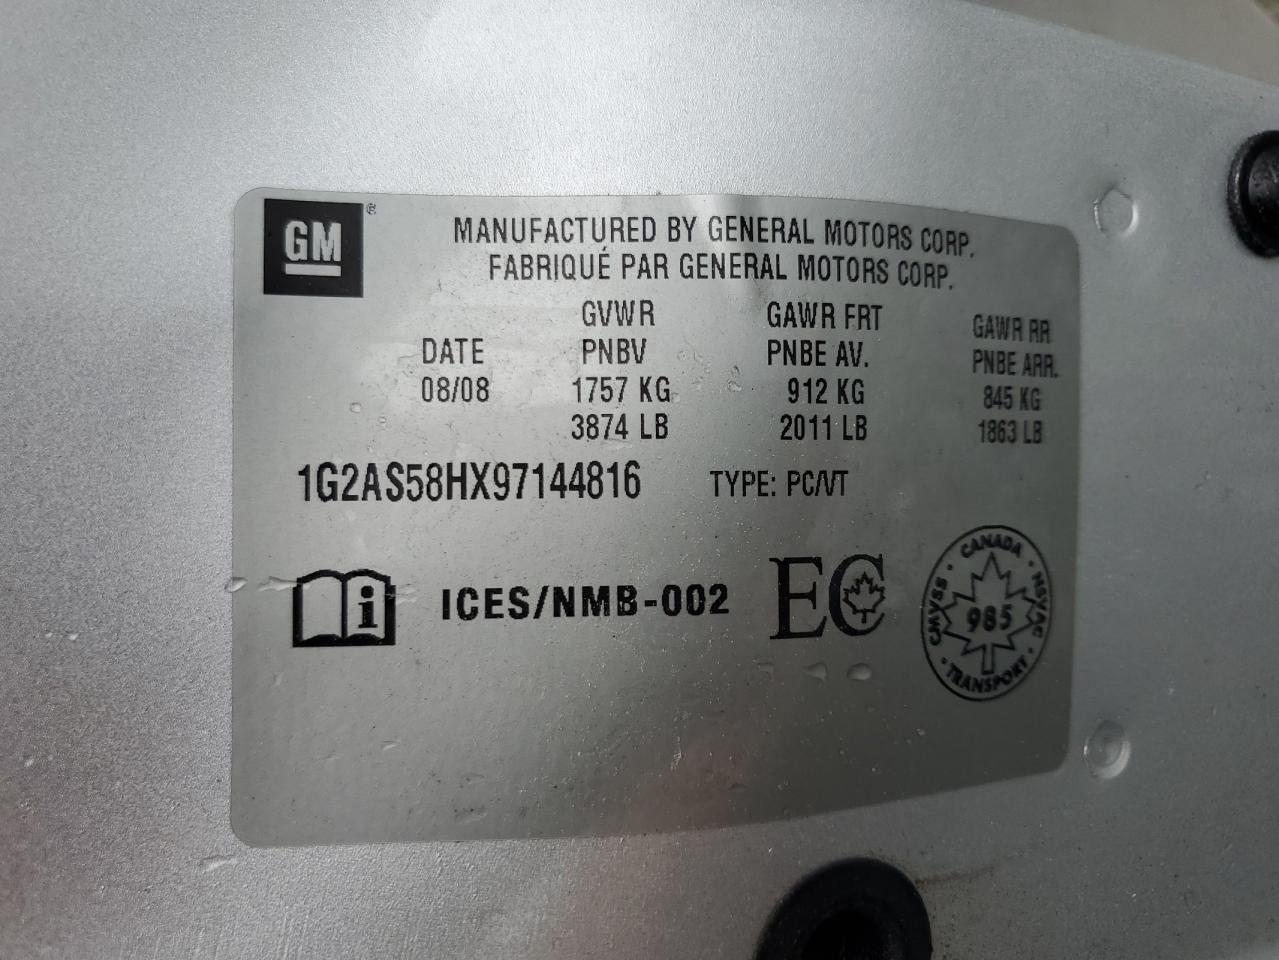 GM ®
MANUFACTURED BY GENERAL MOTORS CORP.
FABRIQUÉ PAR GENERAL MOTORS CORP.
GVWR GAWR FRT GAWR RR
DATE PNBV PNBE AV. PNBE ARR.
08/08 1757 KG 912 KG 845 KG
3874 LB 2011 LB 1863 LB
1G2AS58HX97144816 TYPE: PC/VT
i ICES/NMB-002 EC
CANADA
CMVSS NSVAC
985
TRANSPORT